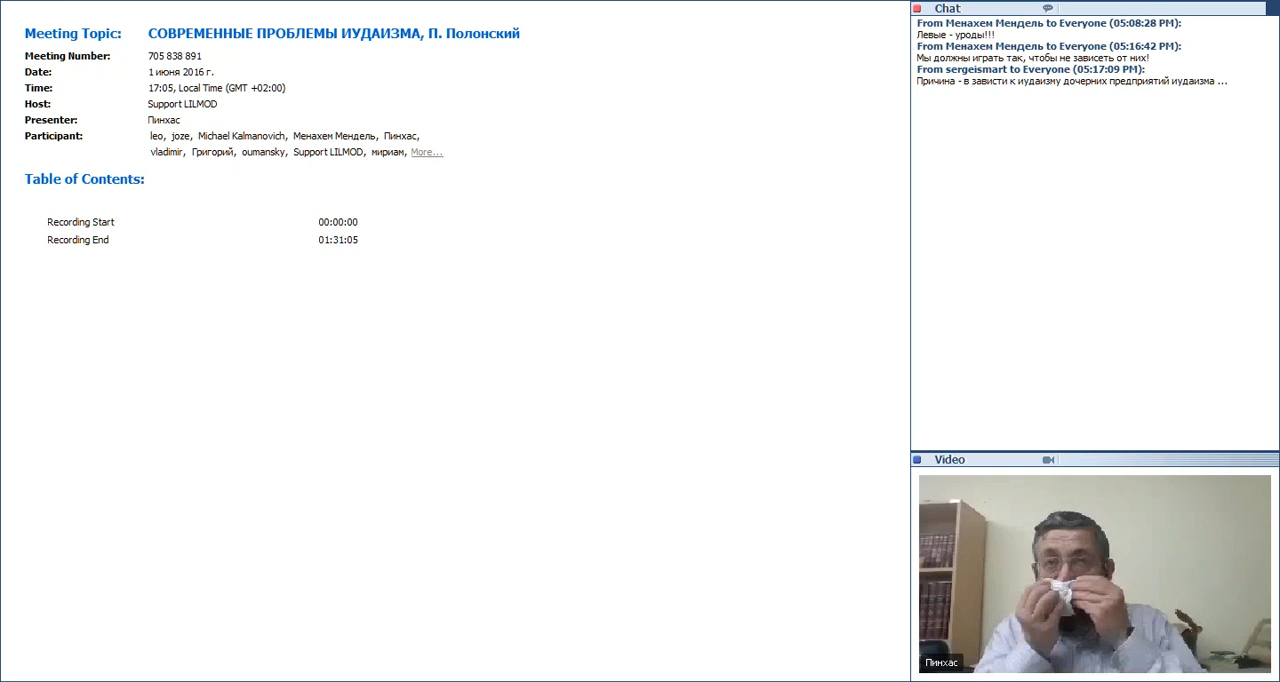 Meeting Topic: СОВРЕМЕННЫЕ ПРОБЛЕМЫ ИУДАИЗМА, П. Полонский
Meeting Number: 705 838 891
Date: 1 июня 2016 г.
Time: 17:05, Local Time (GMT +02:00)
Host: Support LILMOD
Presenter: Пинхас
Participant: leo, joze, Michael Kalmanovich, Менахем Мендель, Пинхас,
vladimir, Григорий, oumansky, Support LILMOD, мириам, More...
Table of Contents:
Recording Start 00:00:00
Recording End 01:31:05
Chat
From Менахем Мендель to Everyone (05:08:28 PM):
Левые - уроды!!!
From Менахем Мендель to Everyone (05:16:42 PM):
Мы должны играть так, чтобы не зависеть от них!
From sergeismart to Everyone (05:17:09 PM):
Причина - в зависти к иудаизму дочерних предприятий иудаизма ...
Video
Пинхас